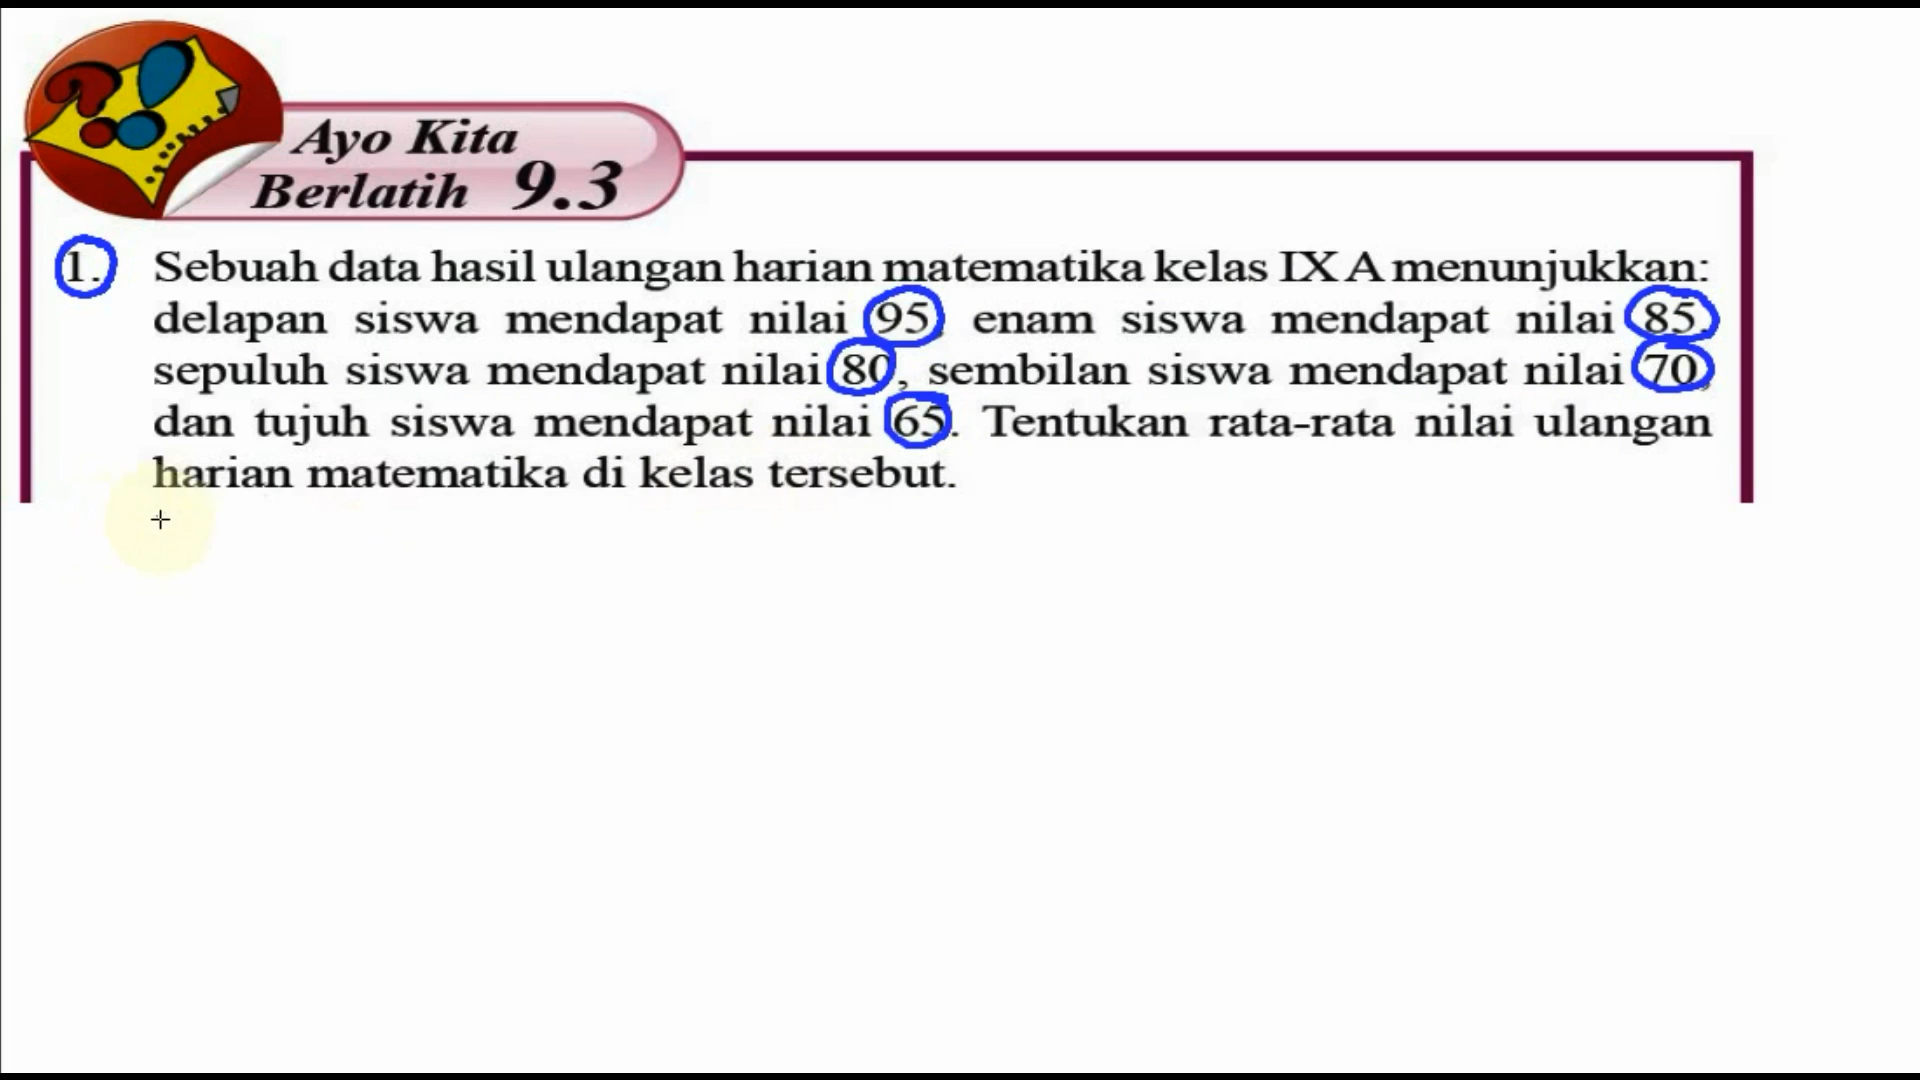 Ayo Kita
Berlatih 9.3
1. Sebuah data hasil ulangan harian matematika kelas IX A menunjukkan:
delapan siswa mendapat nilai 95, enam siswa mendapat nilai 85,
sepuluh siswa mendapat nilai 80, sembilan siswa mendapat nilai 70,
dan tujuh siswa mendapat nilai 65. Tentukan rata-rata nilai ulangan
harian matematika di kelas tersebut.